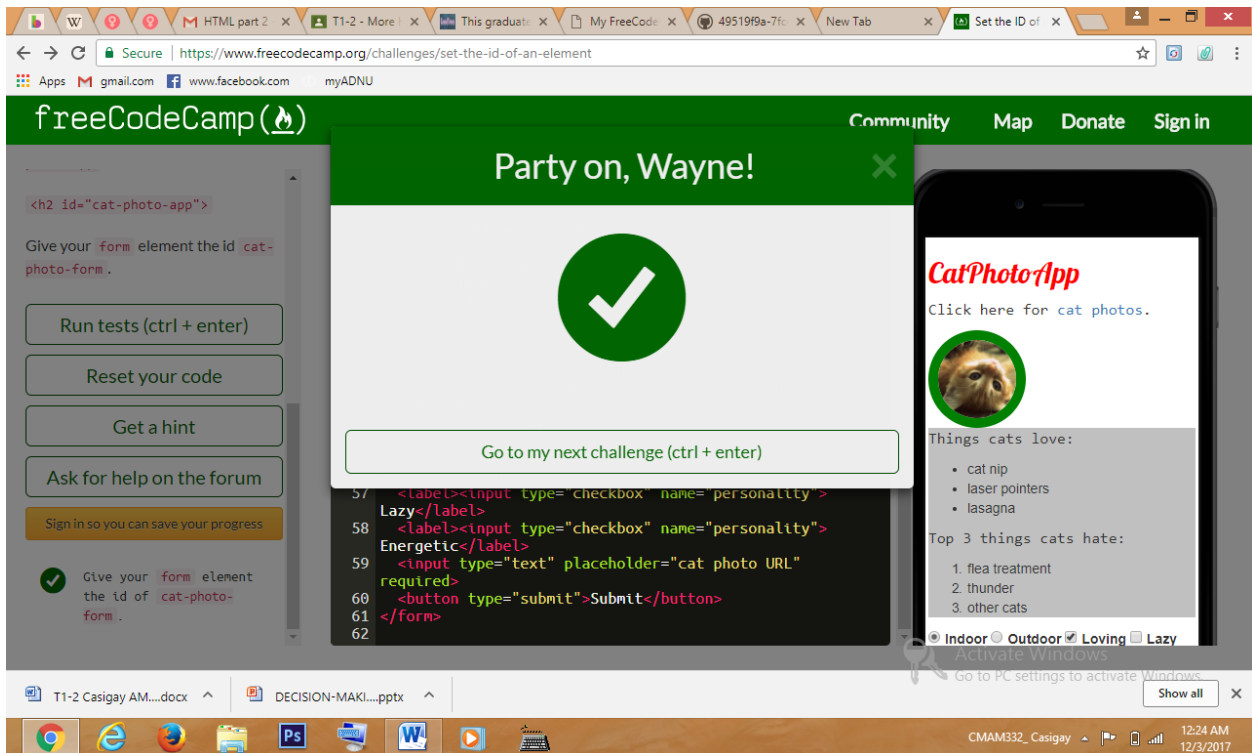 HTML part 2
T1-2 - More
This graduate
My FreeCode
49519f9a-7fc
New Tab
Set the ID of
Secure | https://www.freecodecamp.org/challenges/set-the-id-of-an-element
Apps gmail.com www.facebook.com myADNU
freeCodeCamp
Community Map Donate Sign in
<h2 id="cat-photo-app">
Give your form element the id cat-
photo-form.
Run tests (ctrl + enter)
Reset your code
Get a hint
Ask for help on the forum
Sign in so you can save your progress
Give your form element
the id of cat-photo-
form.
Party on, Wayne!
Go to my next challenge (ctrl + enter)
57 <label><input type="checkbox" name="personality">
Lazy</label>
58 <label><input type="checkbox" name="personality">
Energetic</label>
59 <input type="text" placeholder="cat photo URL"
required>
60 <button type="submit">Submit</button>
61 </form>
62
CatPhotoApp
Click here for cat photos.
Things cats love:
cat nip
laser pointers
lasagna
Top 3 things cats hate:
1. flea treatment
2. thunder
3. other cats
Indoor Outdoor Loving Lazy
Activate Windows
Go to PC settings to activate Windows.
T1-2 Casigay AM....docx
DECISION-MAKI....pptx
Show all
Ps
CMAM332_ Casigay
12:24 AM
12/3/2017